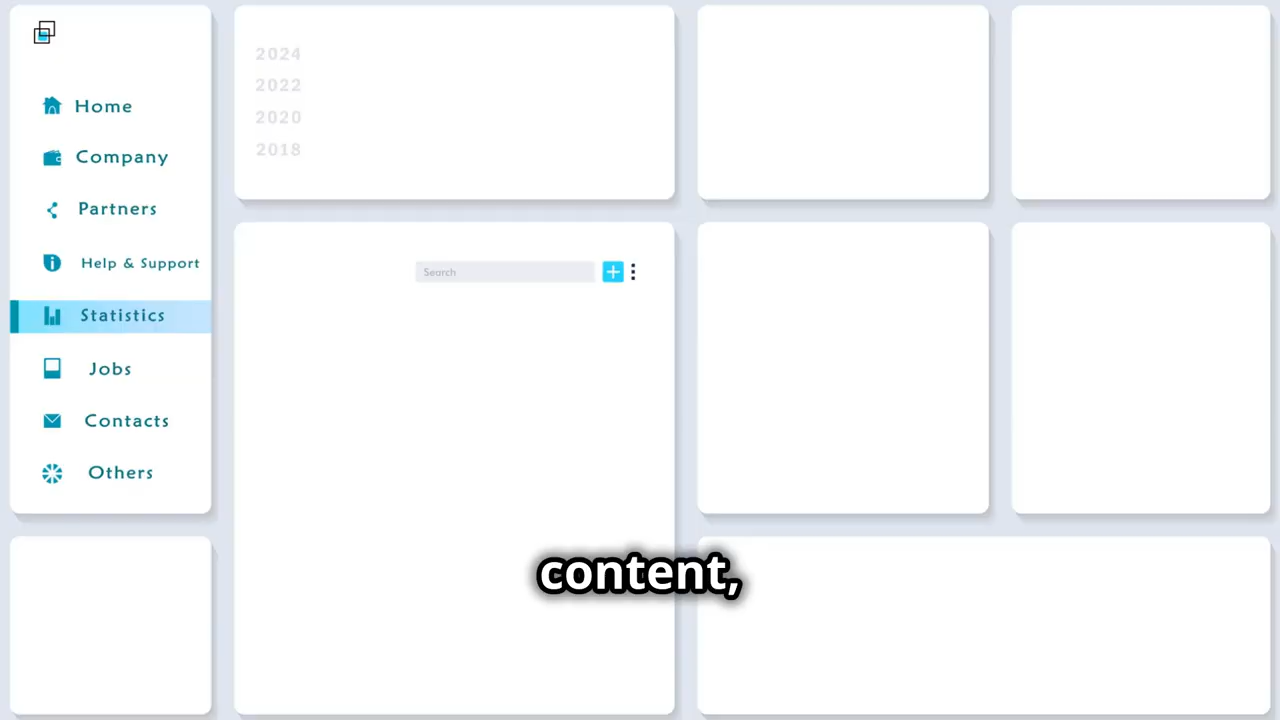 Home
Company
Partners
Help & Support
Statistics
Jobs
Contacts
Others
2024
2022
2020
2018
Search
content,